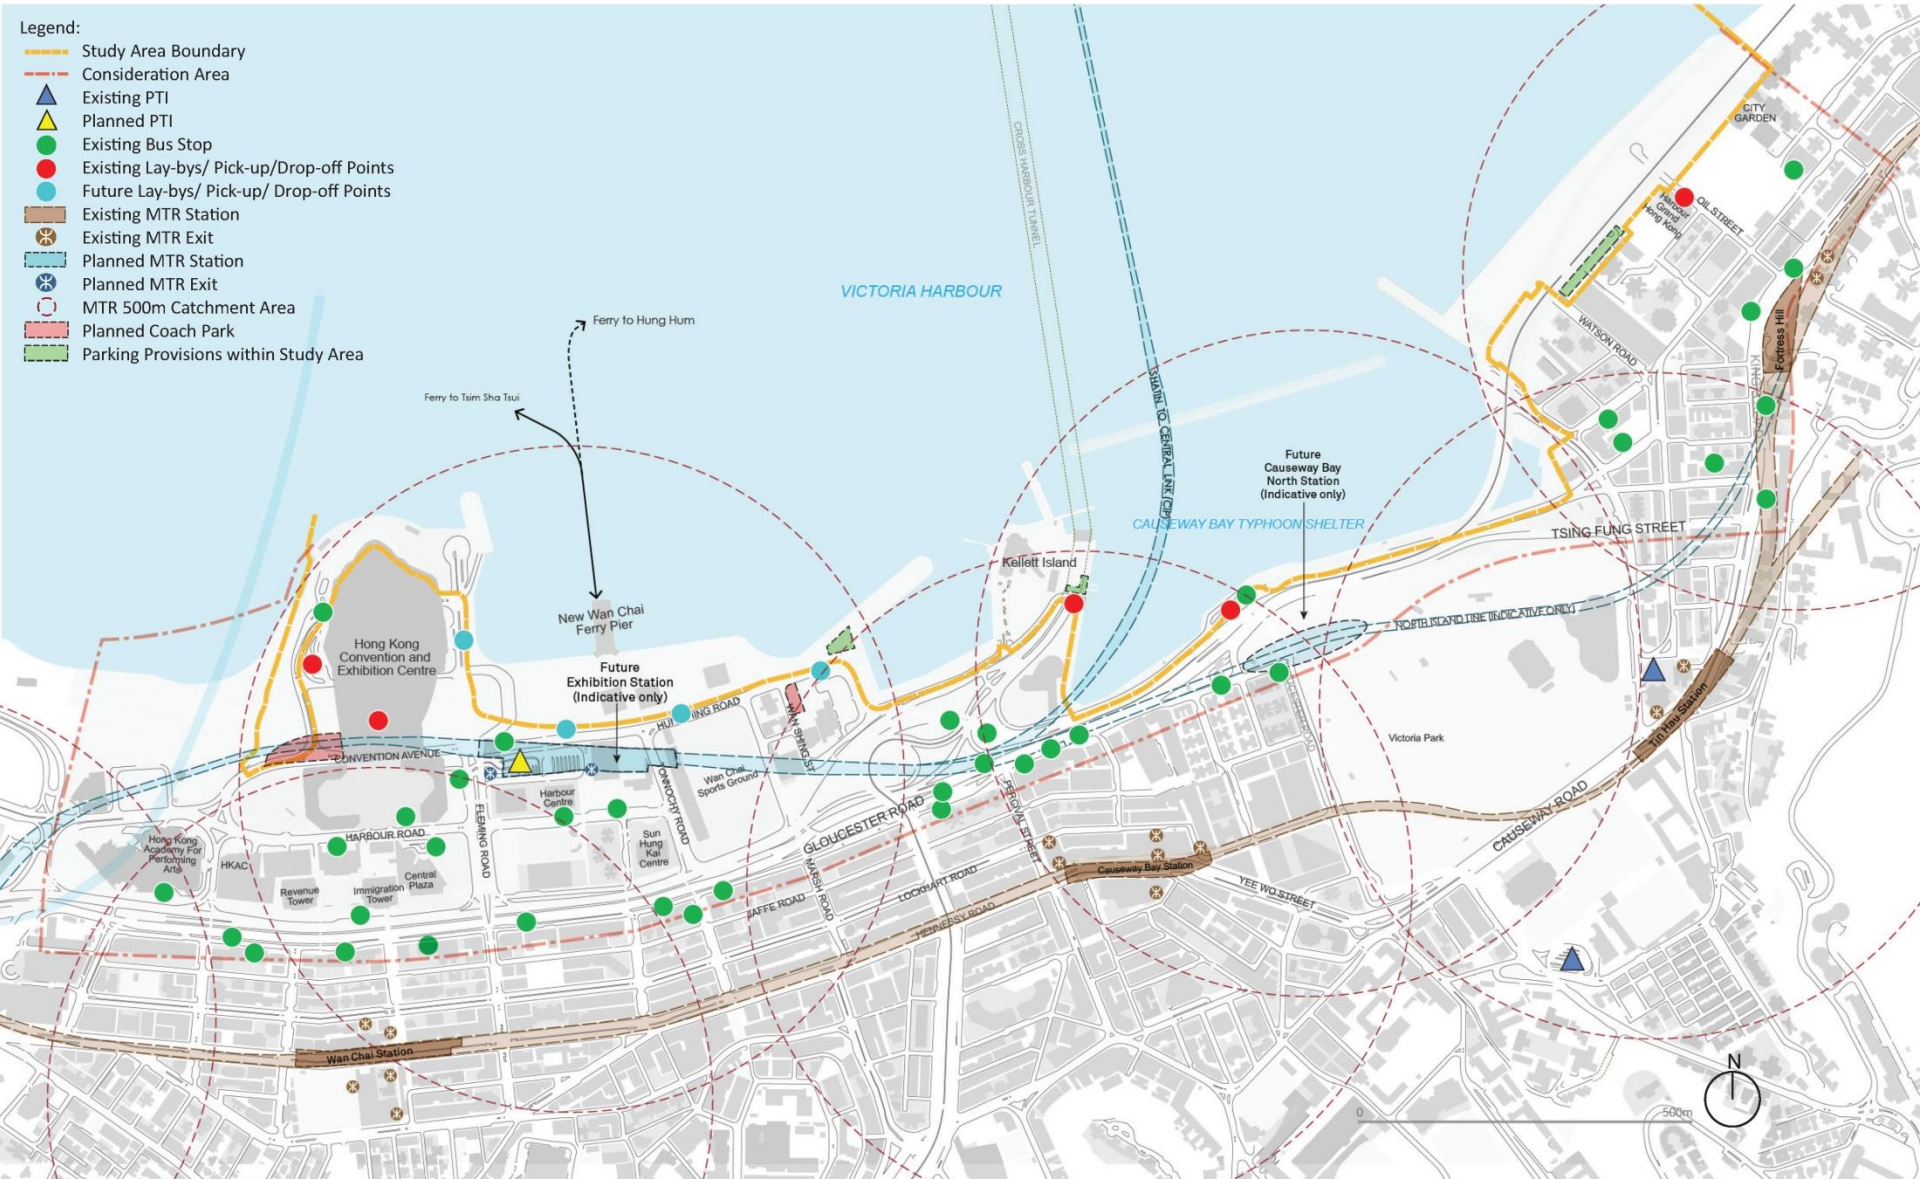 Legend:
Study Area Boundary
Consideration Area
Existing PTI
Planned PTI
Existing Bus Stop
Existing Lay-bys/ Pick-up/Drop-off Points
Future Lay-bys/ Pick-up/ Drop-off Points
Existing MTR Station
Existing MTR Exit
Planned MTR Station
Planned MTR Exit
MTR 500m Catchment Area
Planned Coach Park
Parking Provisions within Study Area
CITY
GARDEN
CROSS HARBOUR TUNNEL
Harbour
Grand
Hong Kong
OIL STREET
VICTORIA HARBOUR
Ferry to Hung Hum
Ferry to Tsim Sha Tsui
WATSON ROAD
Fortress Hill
SHATIN TO CENTRAL LINK (CIP)
Future
Causeway Bay
North Station
(Indicative only)
CAUSEWAY BAY TYPHOON SHELTER
TSING FUNG STREET
Kellett Island
New Wan Chai
Ferry Pier
NORTH ISLAND LINE (INDICATIVE ONLY)
Hong Kong
Convention and
Exhibition Centre
Future
Exhibition Station
(Indicative only)
ROAD
WAN SHING ST
Tin Hau Station
Victoria Park
CONVENTION AVENUE
Wan Chai
Sports Ground
Harbour
Centre
FLEMING ROAD
GLOUCESTER ROAD
PERCIVAL STREET
CAUSEWAY ROAD
HARBOUR ROAD
Sun
Hung
Kai
Centre
Hong Kong
Academy For
Performing
Arts
HKAC
Central
Plaza
Immigration
Tower
Revenue
Tower
MARSH ROAD
JAFFE ROAD
LOCKHART ROAD
HENNESSY ROAD
Causeway Bay Station
YEE WO STREET
Wan Chai Station
N
0
500m